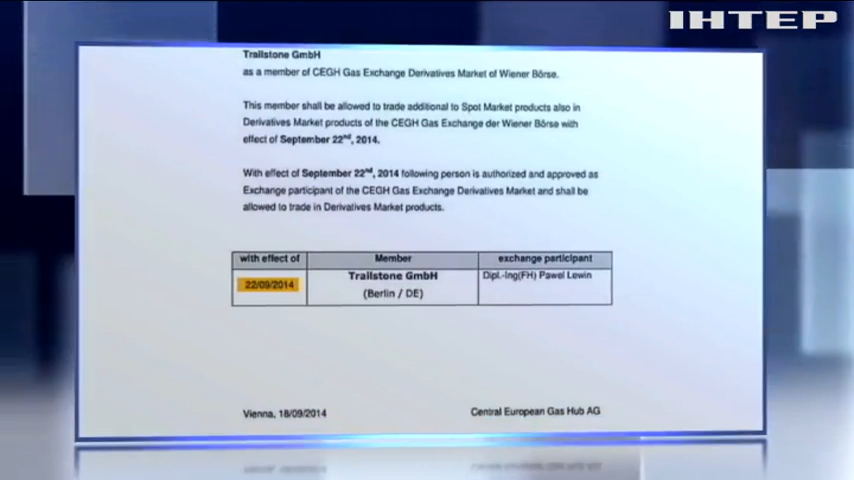 ІНТЕР
Trailstone GmbH
as a member of CEGH Gas Exchange Derivatives Market of Wiener Börse.
This member shall be allowed to trade additional to Spot Market products also in
Derivatives Market products of the CEGH Gas Exchange der Wiener Börse with
effect of September 22nd, 2014.
With effect of September 22nd, 2014 following person is authorized and approved as
Exchange participant of the CEGH Gas Exchange Derivatives Market and shall be
allowed to trade in Derivatives Market products.
with effect of Member exchange participant
22/09/2014 Trailstone GmbH Dipl.-Ing(FH) Pawel Lewin
(Berlin / DE)
Vienna, 18/09/2014 Central European Gas Hub AG